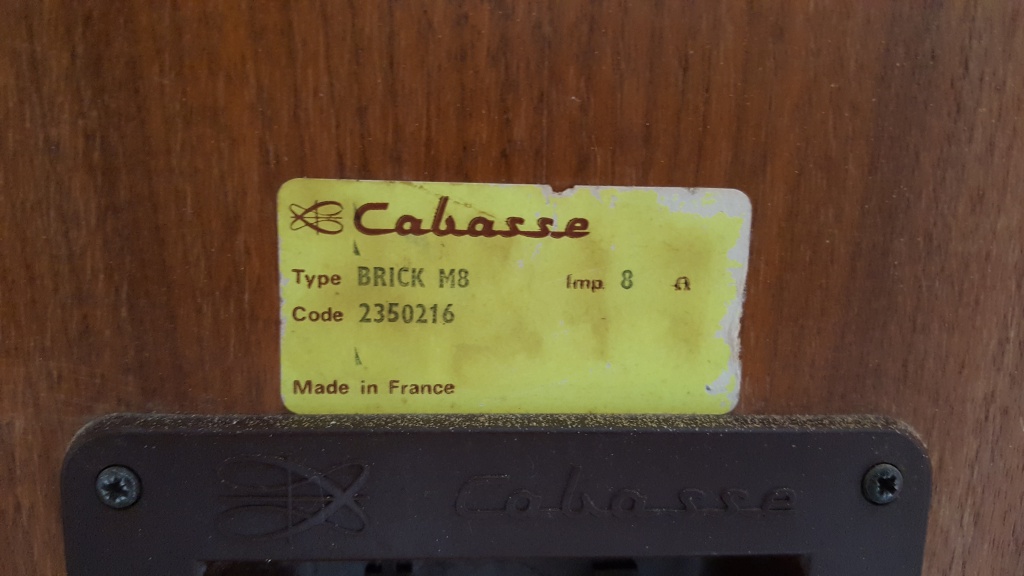 Cabasse
Type BRICK M8 Imp 8 Ω
Code 2350216
Made in France
Cabasse